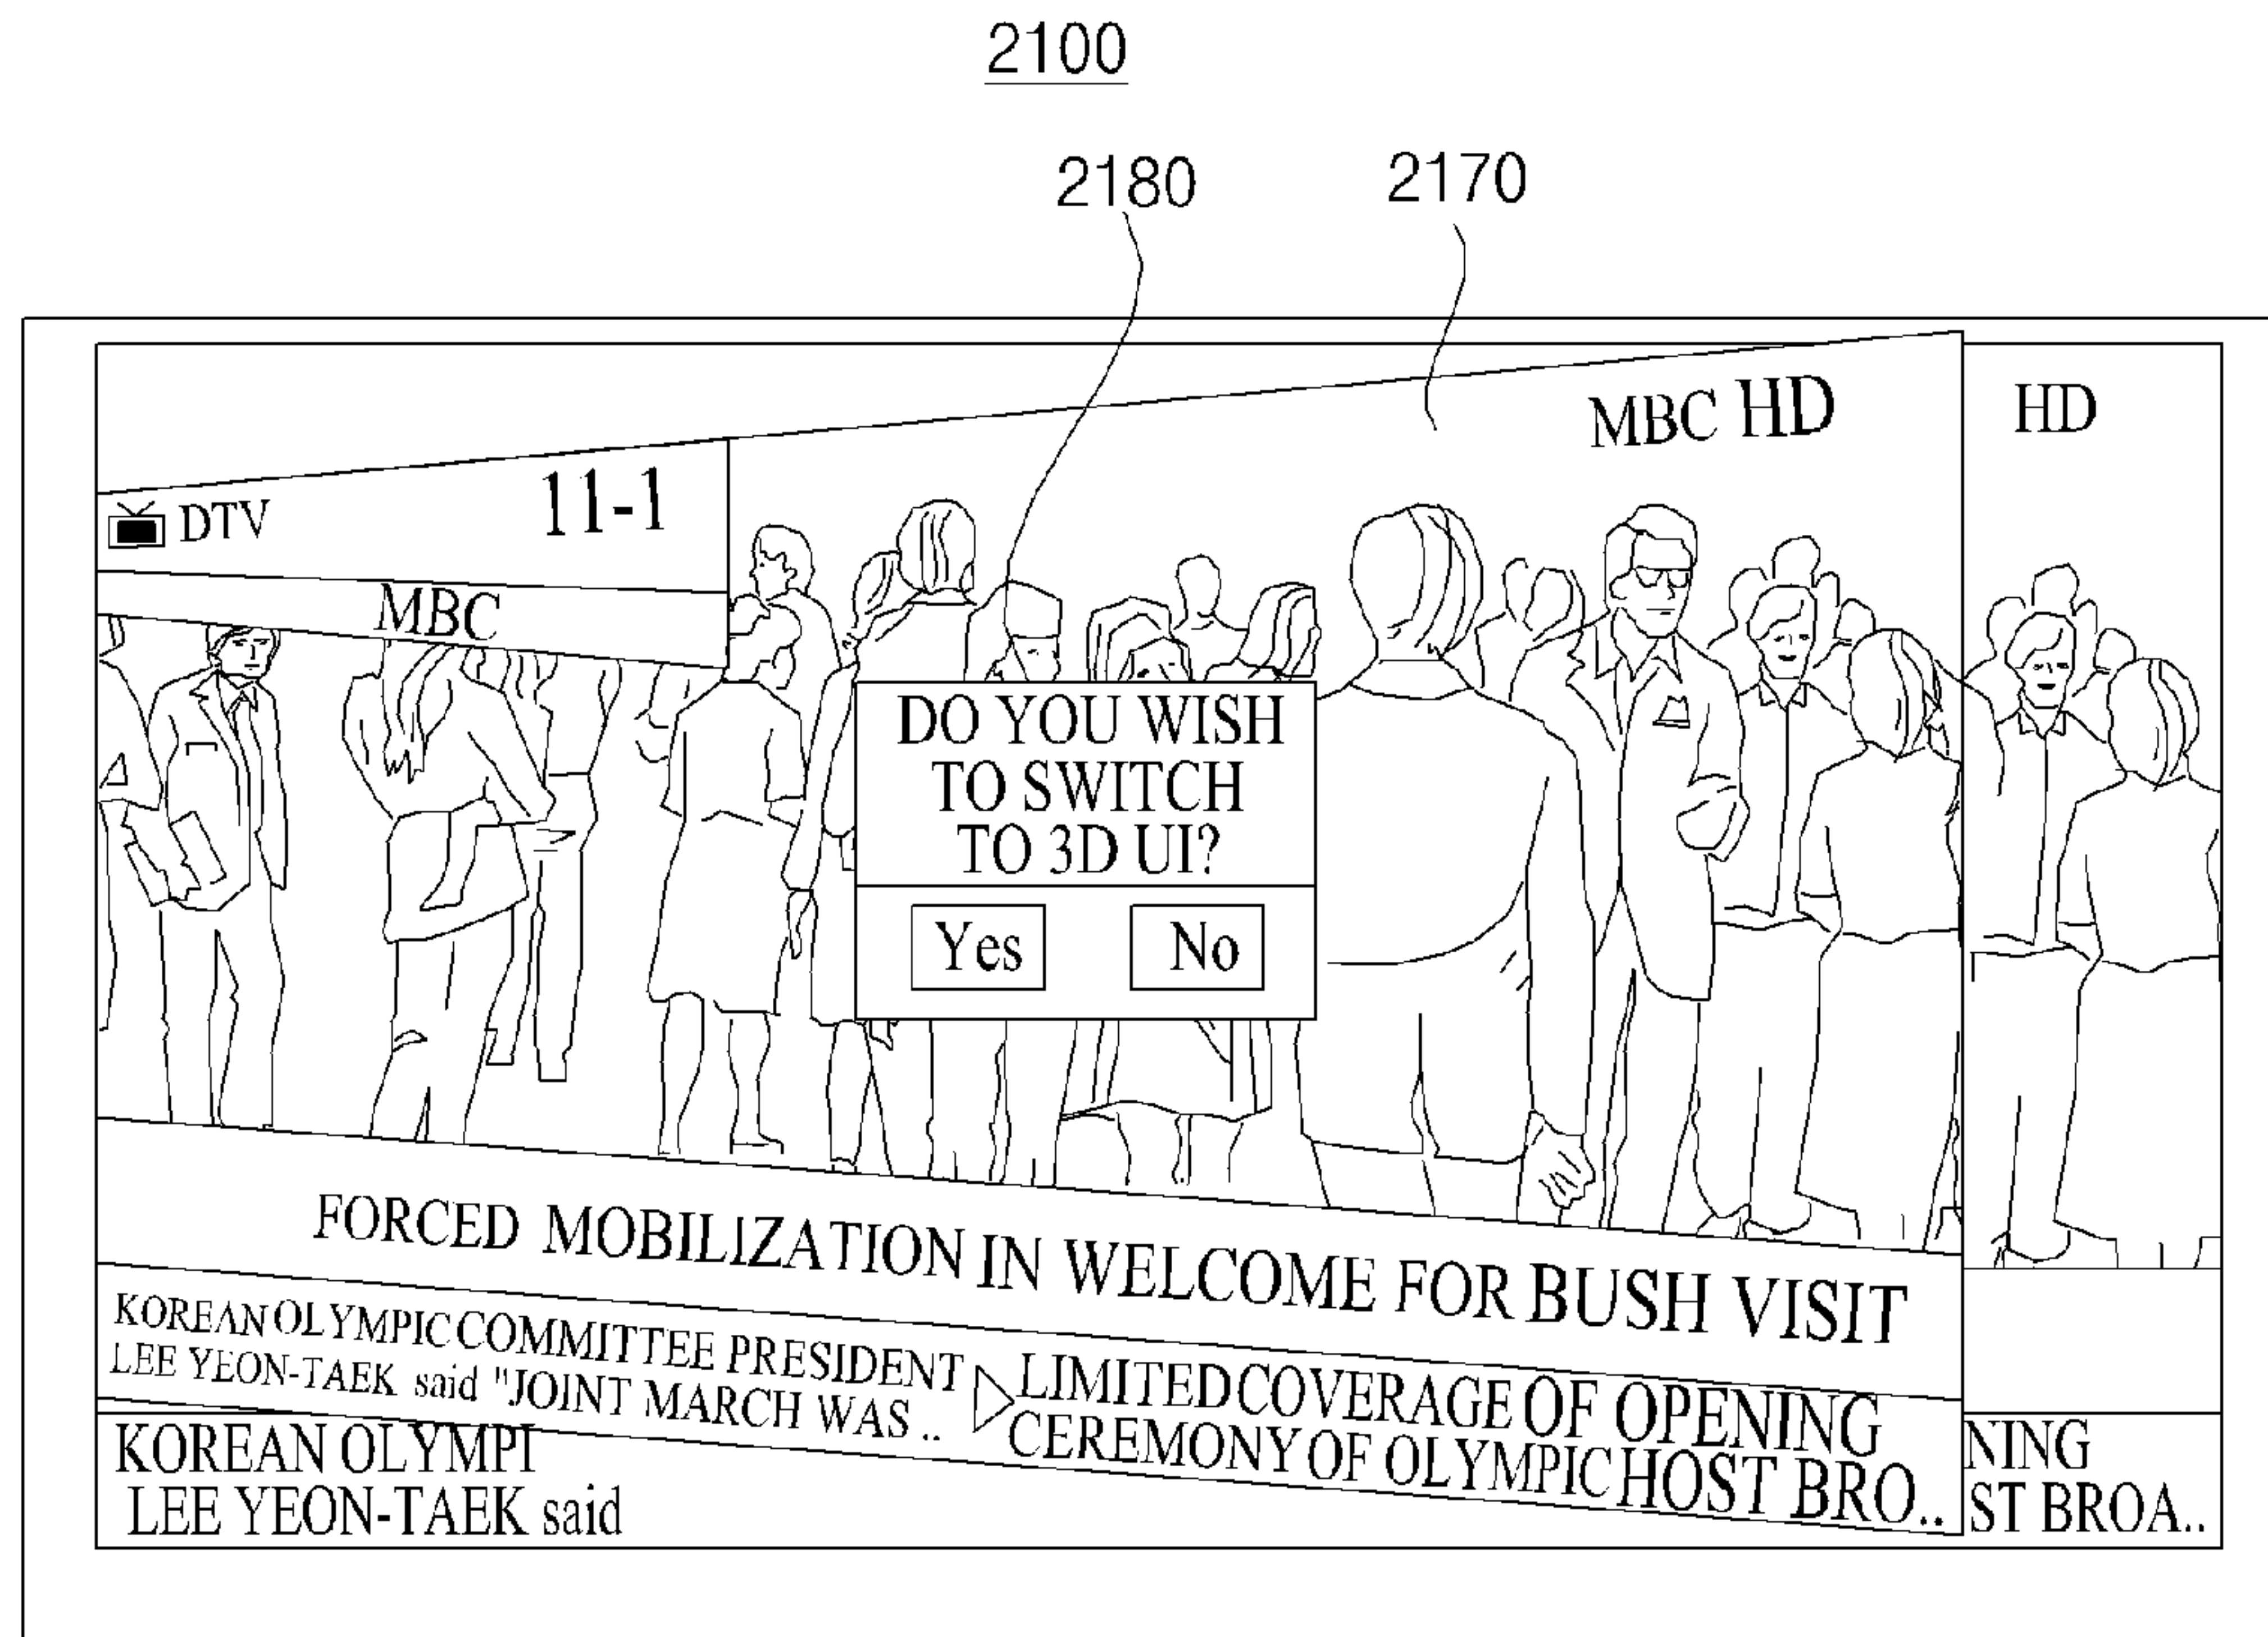 2100
2180
2170
MBC HD
HD
DTV
11-1
MBC
DO YOU WISH
TO SWITCH
TO 3D UI?
Yes
No
FORCED MOBILIZATION IN WELCOME FOR BUSH VISIT
KOREAN OLYMPIC COMMITTEE PRESIDENT
LEE YEON-TAEK said "JOINT MARCH WAS ..
LIMITED COVERAGE OF OPENING
CEREMONY OF OLYMPIC HOST BRO..
KOREAN OLYMPI
LEE YEON-TAEK said
NING
ST BROA..